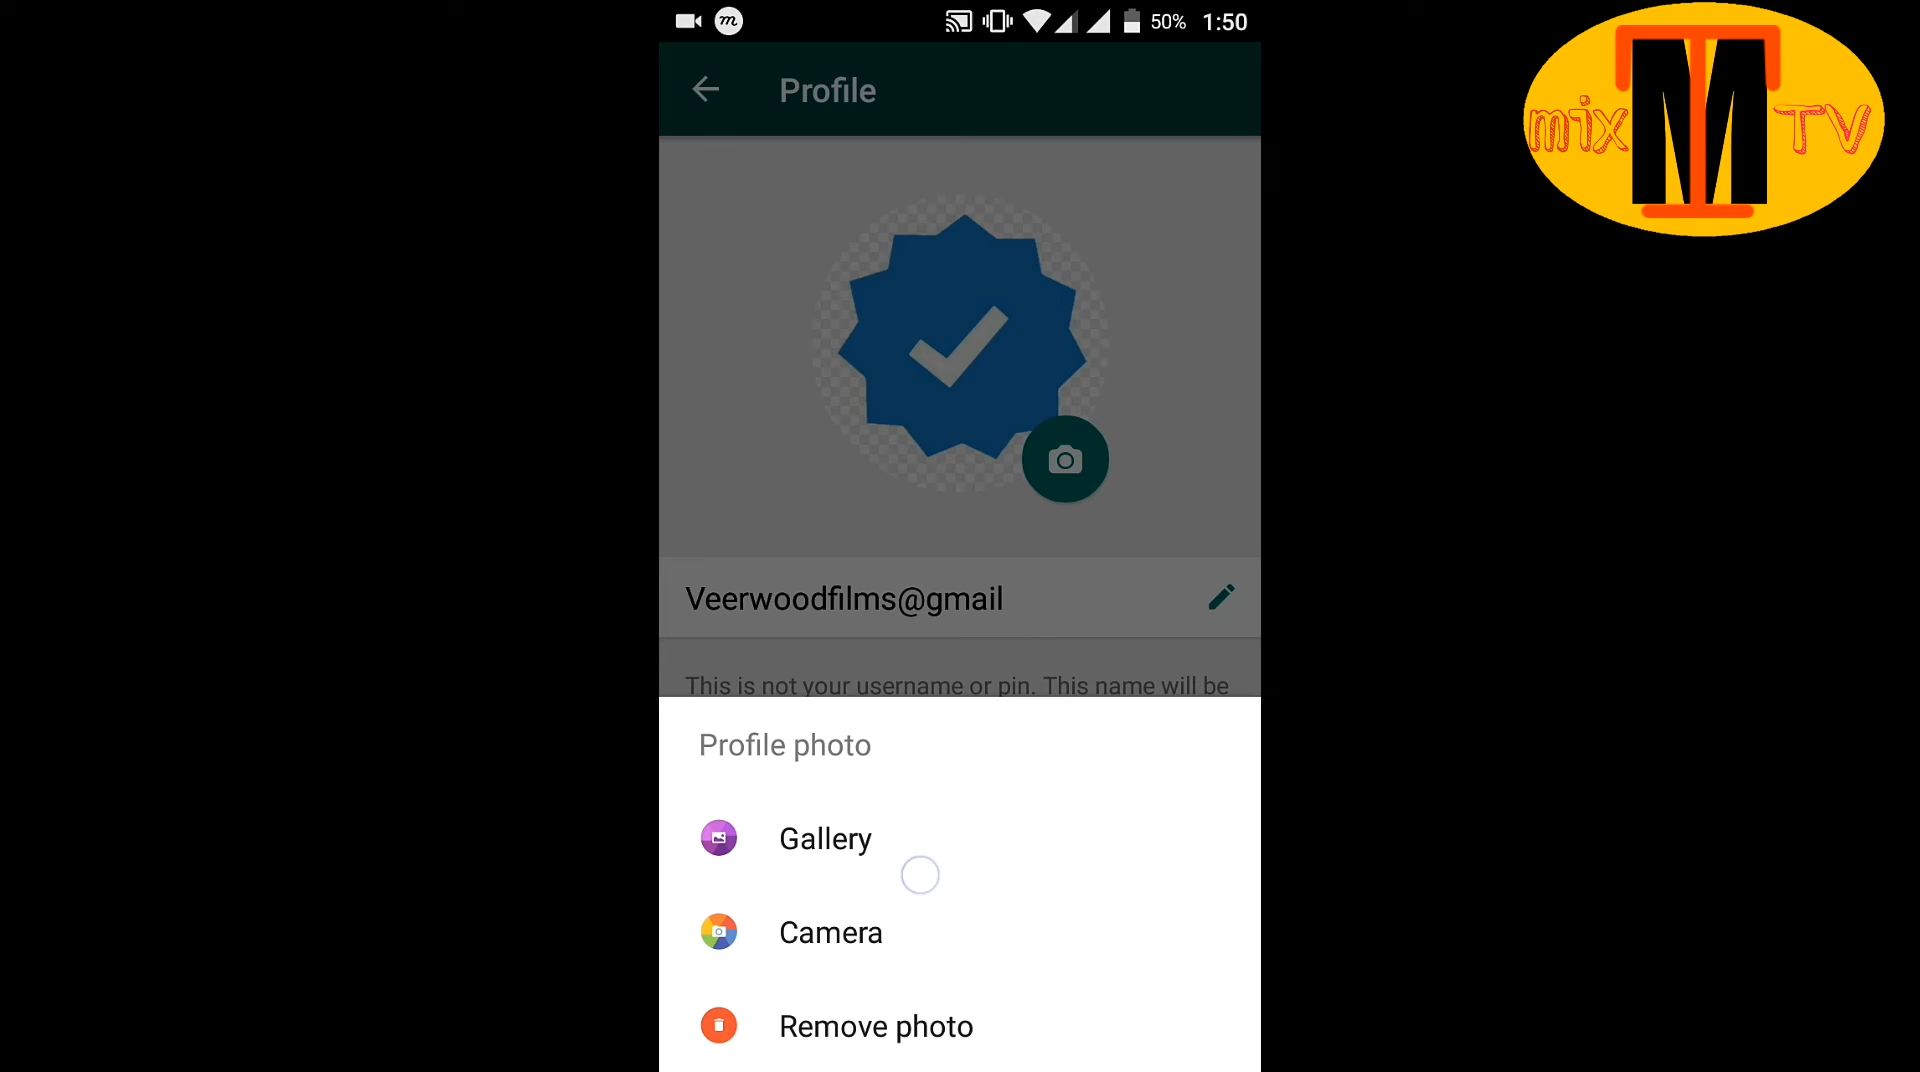 m
50% 1:50
Profile
Veerwoodfilms@gmail
This is not your username or pin. This name will be
Profile photo
Gallery
Camera
Remove photo
mix MT TV